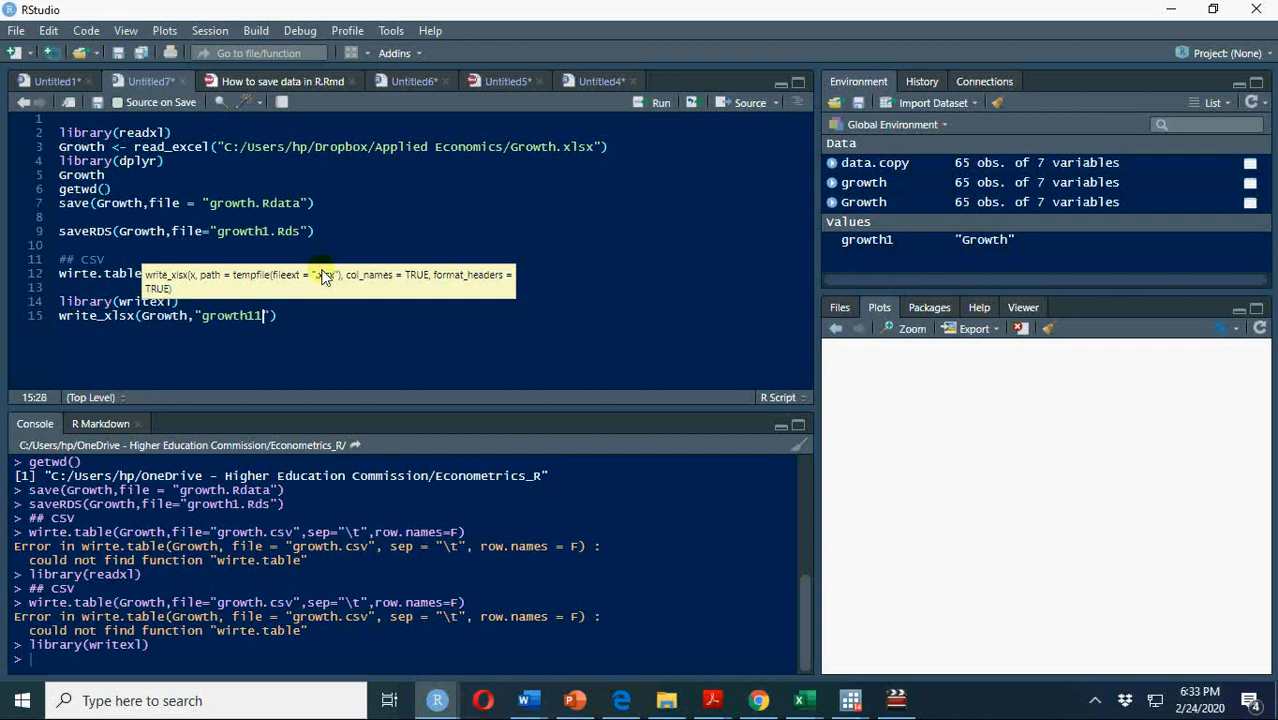 RStudio
File Edit Code View Plots Session Build Debug Profile Tools Help
Go to file/function Addins Project: (None)
Untitled1* Untitled7* How to save data in R.Rmd Untitled6* Untitled5* Untitled4*
Source on Save Run Source
1
2 library(readxl)
3 Growth <- read_excel("C:/Users/hp/Dropbox/Applied Economics/Growth.xlsx")
4 library(dplyr)
5 Growth
6 getwd()
7 save(Growth,file = "growth.Rdata")
8
9 saveRDS(Growth,file="growth1.Rds")
10
11 ## CSV
12 wirte.table
write_xlsx(x, path = tempfile(fileext = ".xlsx"), col_names = TRUE, format_headers =
TRUE)
13
14 library(writexl)
15 write_xlsx(Growth,"growth11")
15:28 (Top Level) R Script
Console R Markdown
C:/Users/hp/OneDrive - Higher Education Commission/Econometrics_R/
> getwd()
[1] "C:/Users/hp/OneDrive - Higher Education Commission/Econometrics_R"
> save(Growth,file = "growth.Rdata")
> saveRDS(Growth,file="growth1.Rds")
> ## CSV
> wirte.table(Growth,file="growth.csv",sep="\t",row.names=F)
Error in wirte.table(Growth, file = "growth.csv", sep = "\t", row.names = F) :
could not find function "wirte.table"
> library(readxl)
> ## CSV
> wirte.table(Growth,file="growth.csv",sep="\t",row.names=F)
Error in wirte.table(Growth, file = "growth.csv", sep = "\t", row.names = F) :
could not find function "wirte.table"
> library(writexl)
>
Environment History Connections
Import Dataset List
Global Environment
Data
data.copy 65 obs. of 7 variables
growth 65 obs. of 7 variables
Growth 65 obs. of 7 variables
Values
growth1 "Growth"
Files Plots Packages Help Viewer
Zoom Export
Type here to search
6:33 PM
2/24/2020
4